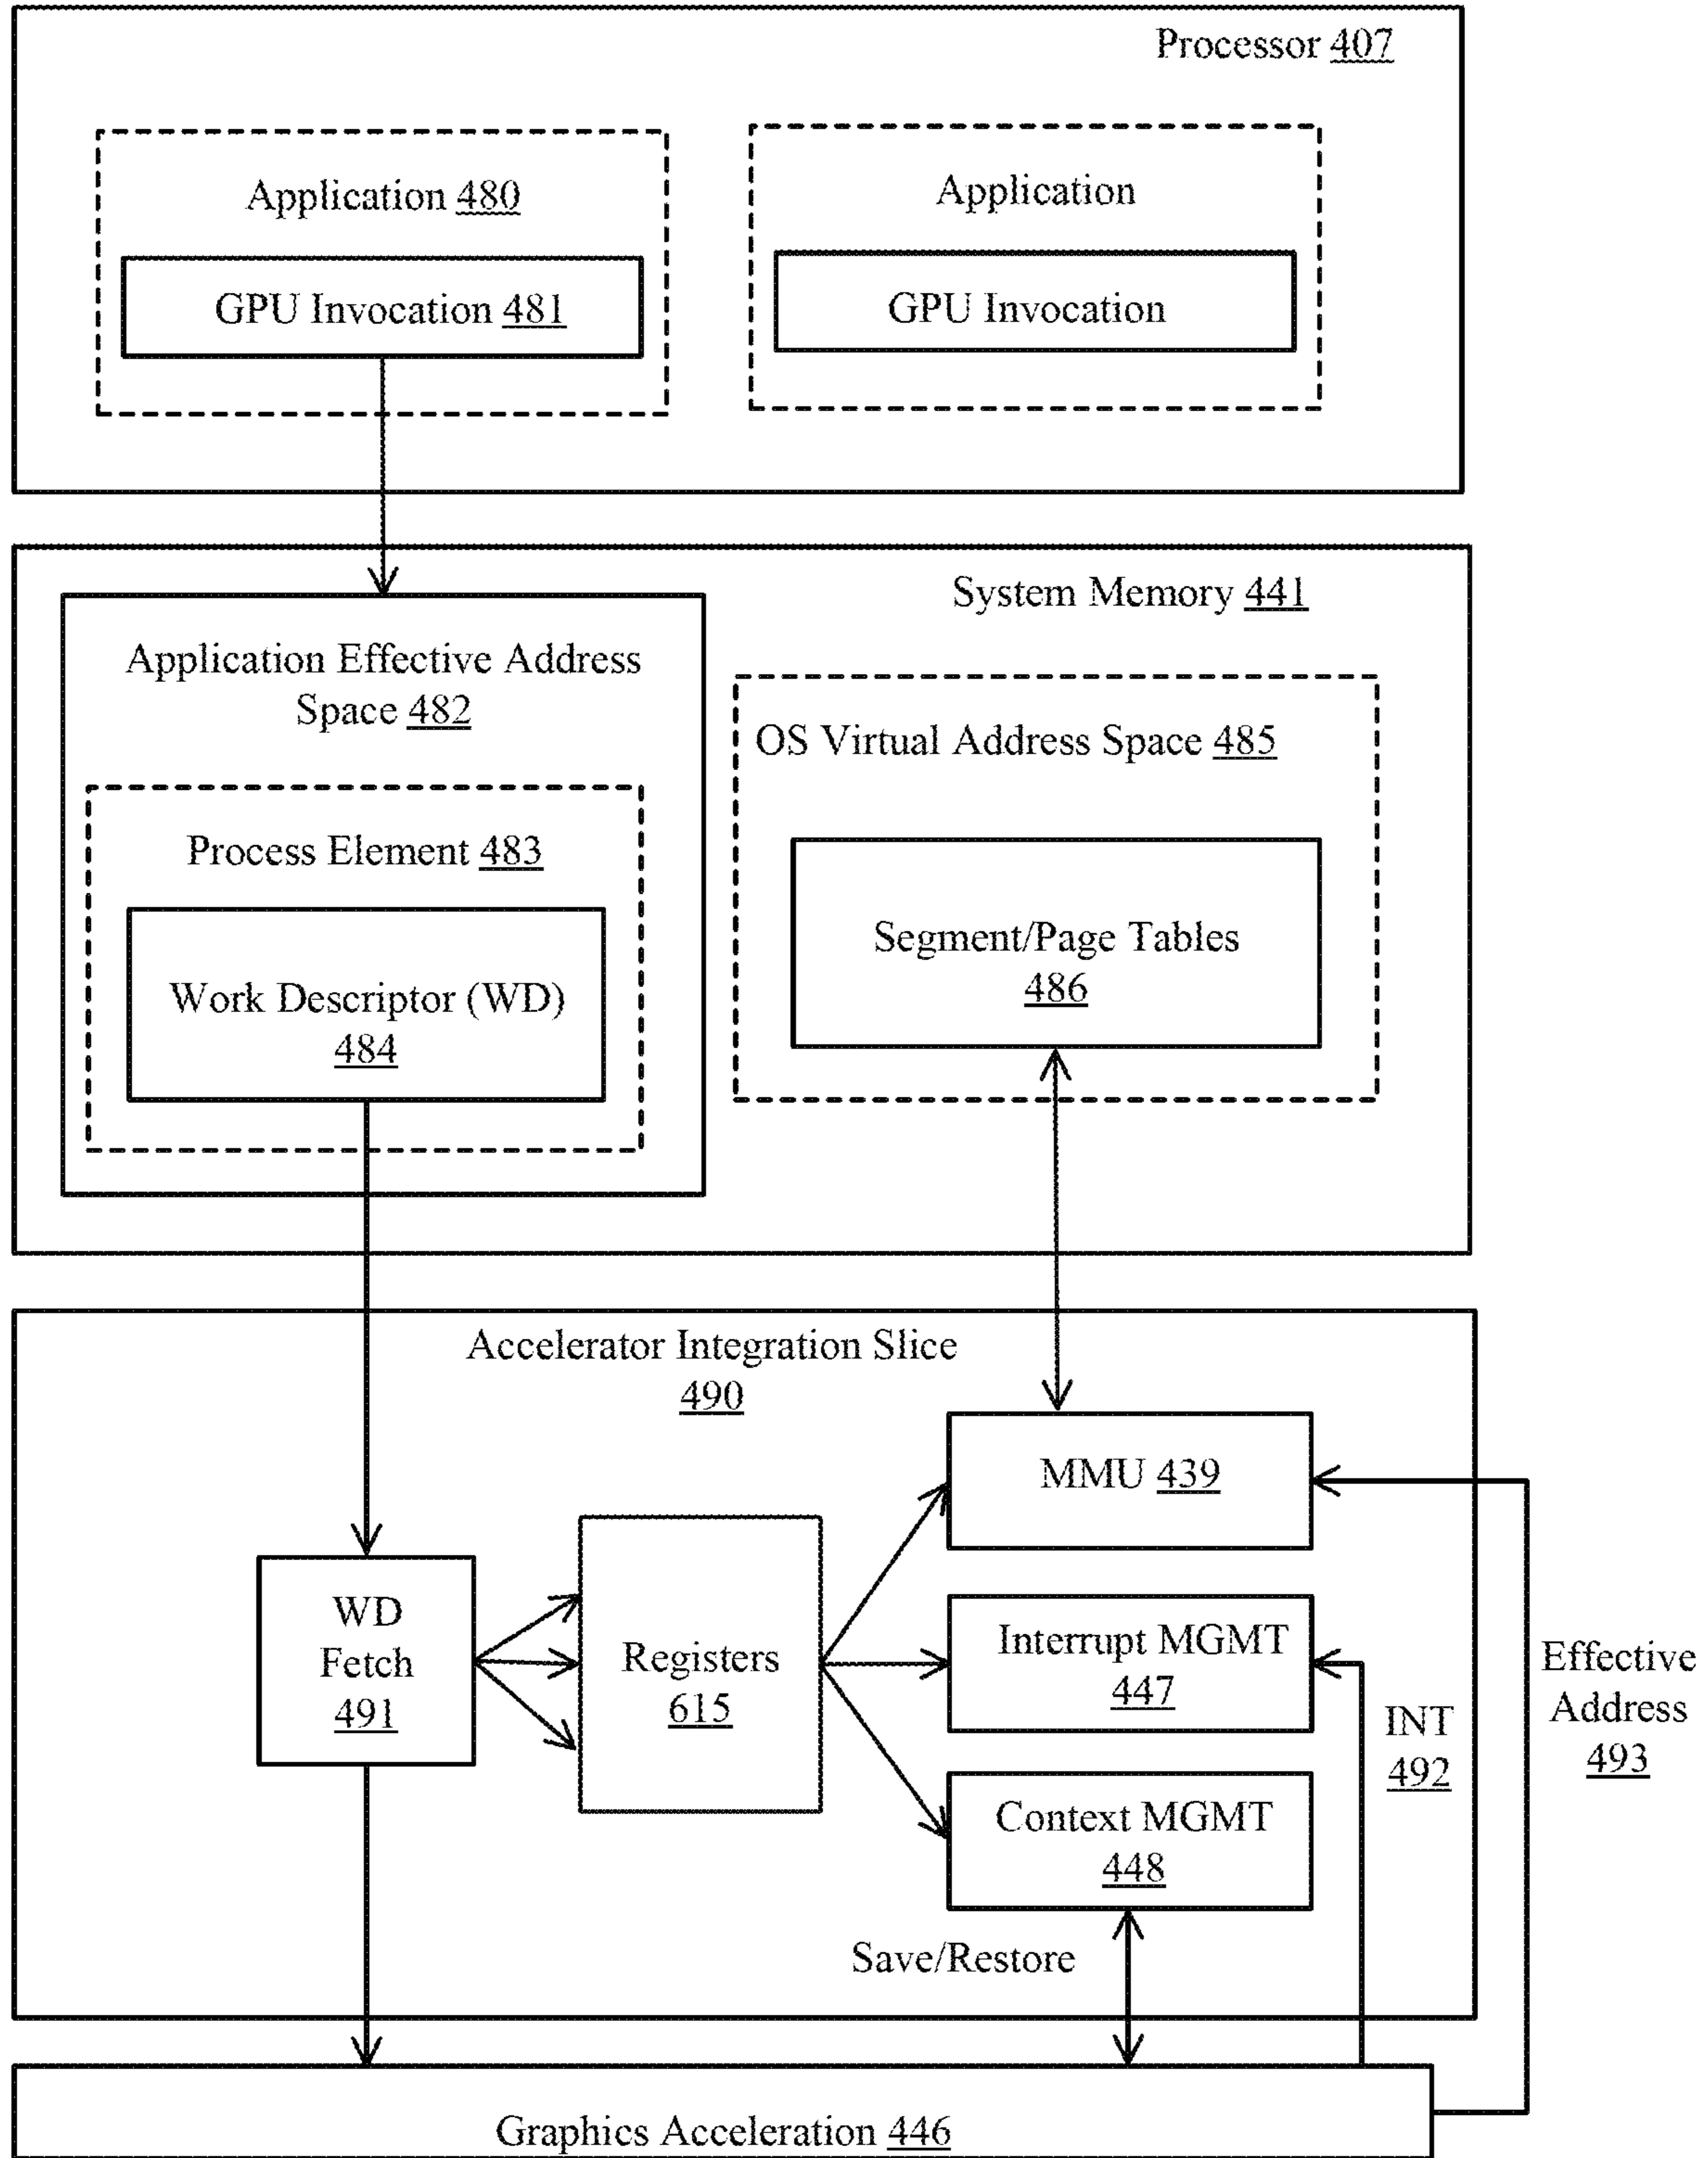 Processor 407
Application 480
GPU Invocation 481
Application
GPU Invocation
System Memory 441
Application Effective Address
Space 482
Process Element 483
Work Descriptor (WD)
484
OS Virtual Address Space 485
Segment/Page Tables
486
Accelerator Integration Slice
490
WD
Fetch
491
Registers
615
MMU 439
Interrupt MGMT
447
Context MGMT
448
Save/Restore
INT
492
Effective
Address
493
Graphics Acceleration 446